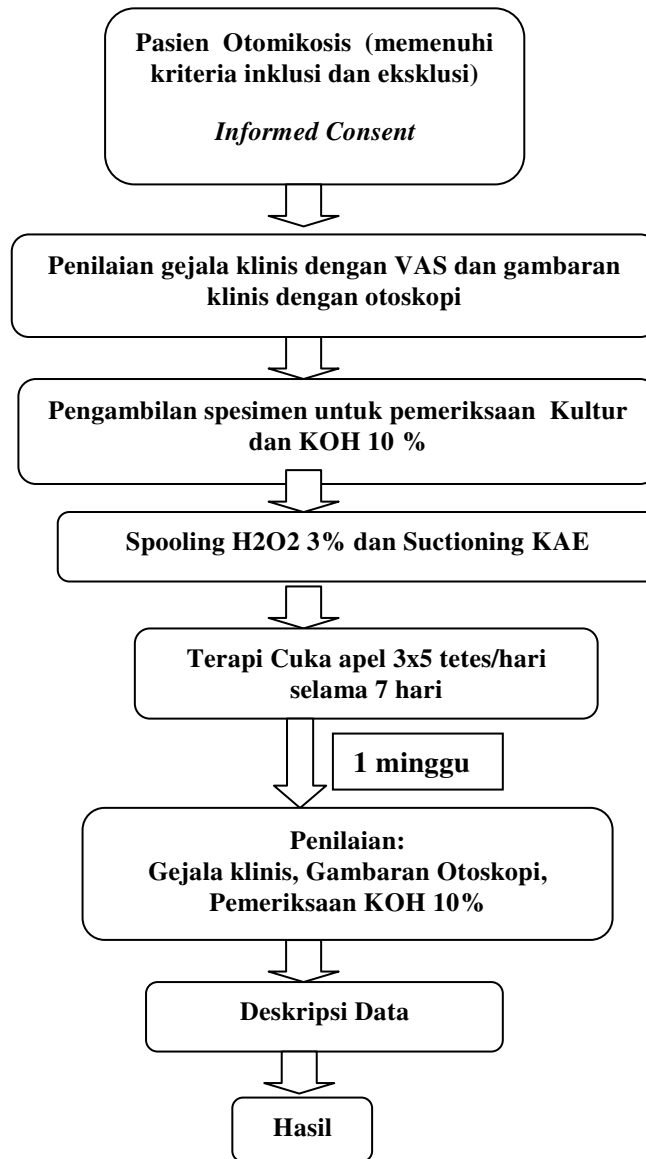 Pasien Otomikosis (memenuhi
kriteria inklusi dan eksklusi)
Informed Consent
Penilaian gejala klinis dengan VAS dan gambaran
klinis dengan otoskopi
Pengambilan spesimen untuk pemeriksaan Kultur
dan KOH 10 %
Spooling H2O2 3% dan Suctioning KAE
Terapi Cuka apel 3x5 tetes/hari
selama 7 hari
1 minggu
Penilaian:
Gejala klinis, Gambaran Otoskopi,
Pemeriksaan KOH 10%
Deskripsi Data
Hasil